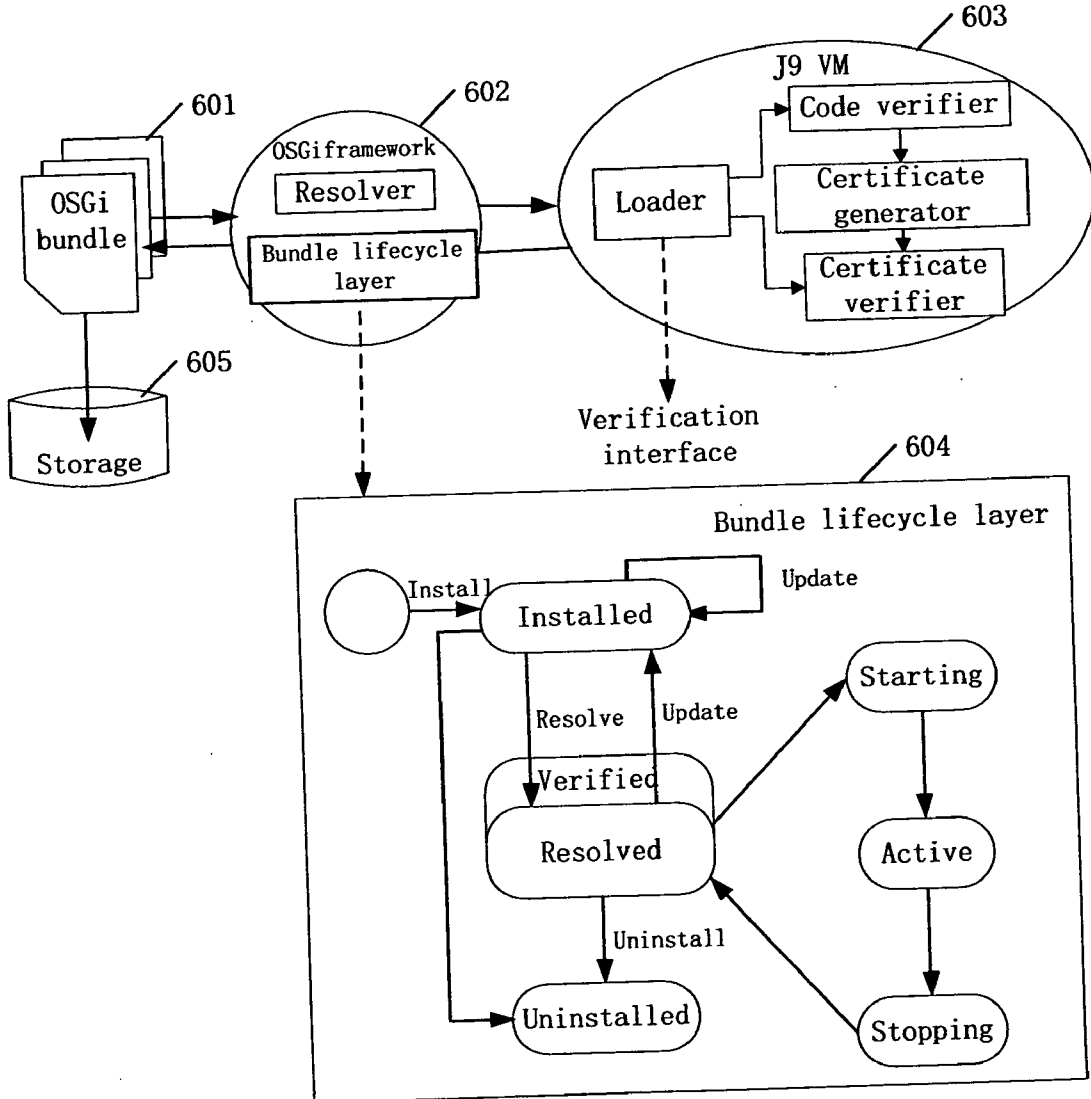 603
J9 VM
601
602
Code verifier
OSGiframework
Resolver
OSGi
bundle
Loader
Certificate
generator
Bundle lifecycle
layer
Certificate
verifier
605
Storage
Verification
interface
604
Bundle lifecycle layer
Install
Update
Installed
Starting
Resolve
Update
Verified
Resolved
Active
Uninstall
Uninstalled
Stopping